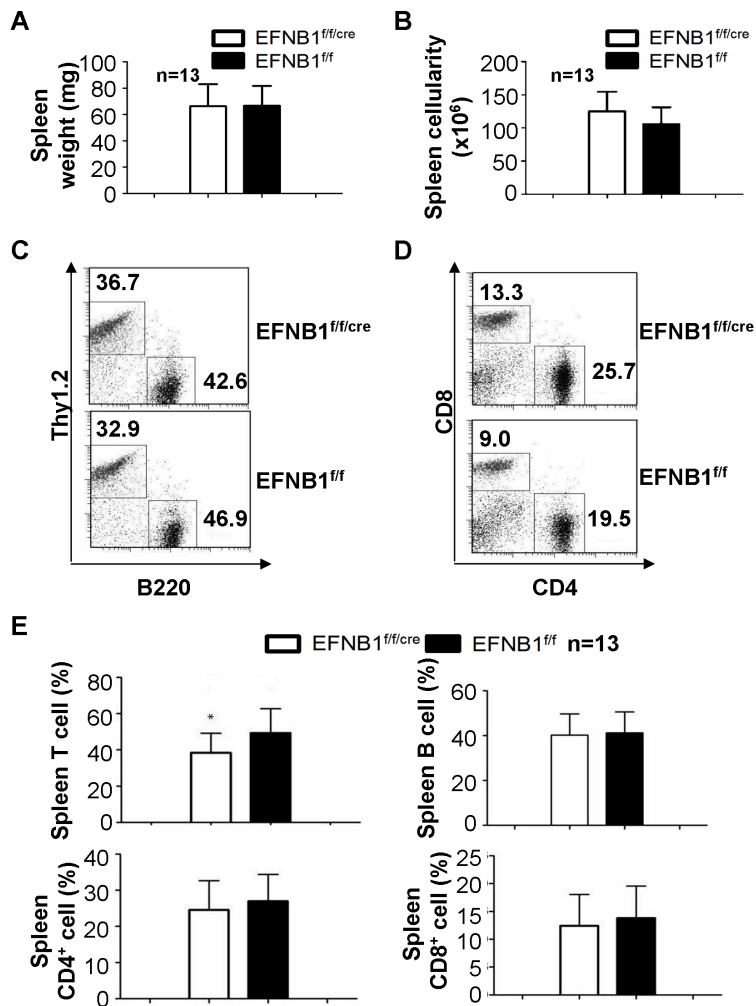 A
EFNB1f/f/cre
EFNB1f/f
n=13
Spleen
weight (mg)
100
80
60
40
20
0
B
EFNB1f/f/cre
EFNB1f/f
n=13
Spleen cellularity
(x10⁶)
200
150
100
50
0
C
36.7
42.6
EFNB1f/f/cre
32.9
46.9
EFNB1f/f
Thy1.2
B220
D
13.3
25.7
EFNB1f/f/cre
9.0
19.5
EFNB1f/f
CD8
CD4
E
EFNB1f/f/cre EFNB1f/f n=13
Spleen T cell (%)
80
60
40
20
0
*
Spleen B cell (%)
60
40
20
0
Spleen
CD4⁺ cell (%)
40
30
20
10
0
Spleen
CD8⁺ cell (%)
25
20
15
10
5
0